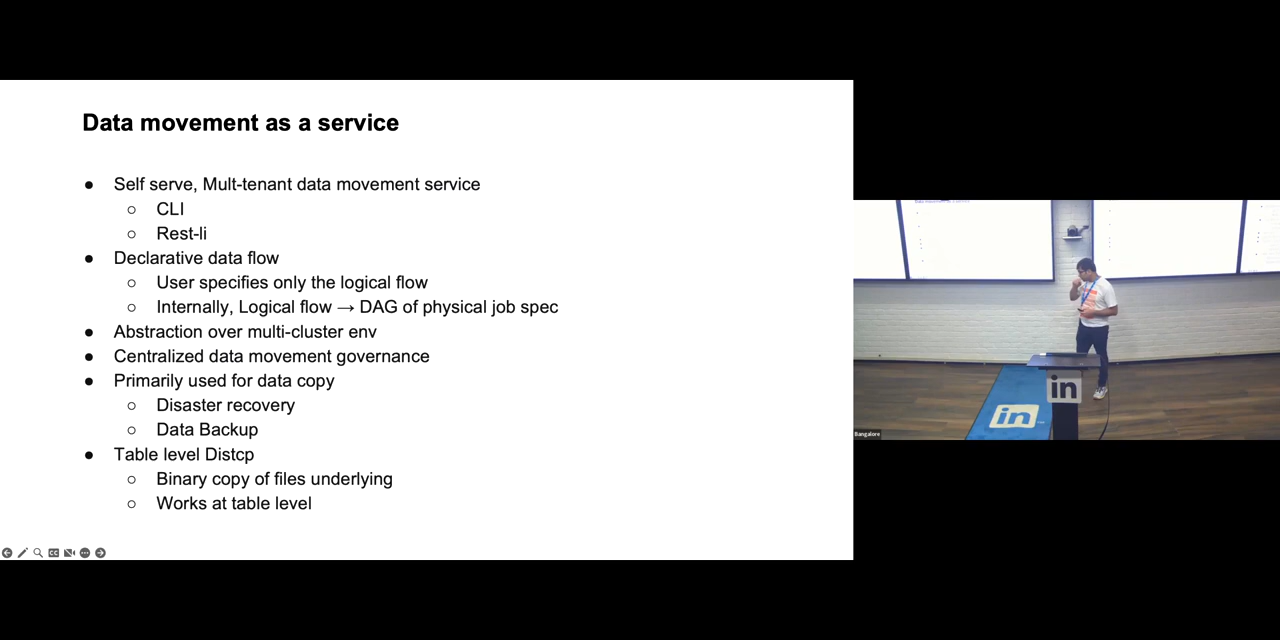 Data movement as a service
● Self serve, Mult-tenant data movement service
○ CLI
○ Rest-li
● Declarative data flow
○ User specifies only the logical flow
○ Internally, Logical flow → DAG of physical job spec
● Abstraction over multi-cluster env
● Centralized data movement governance
● Primarily used for data copy
○ Disaster recovery
○ Data Backup
● Table level Distcp
○ Binary copy of files underlying
○ Works at table level
in
in
Bangalore